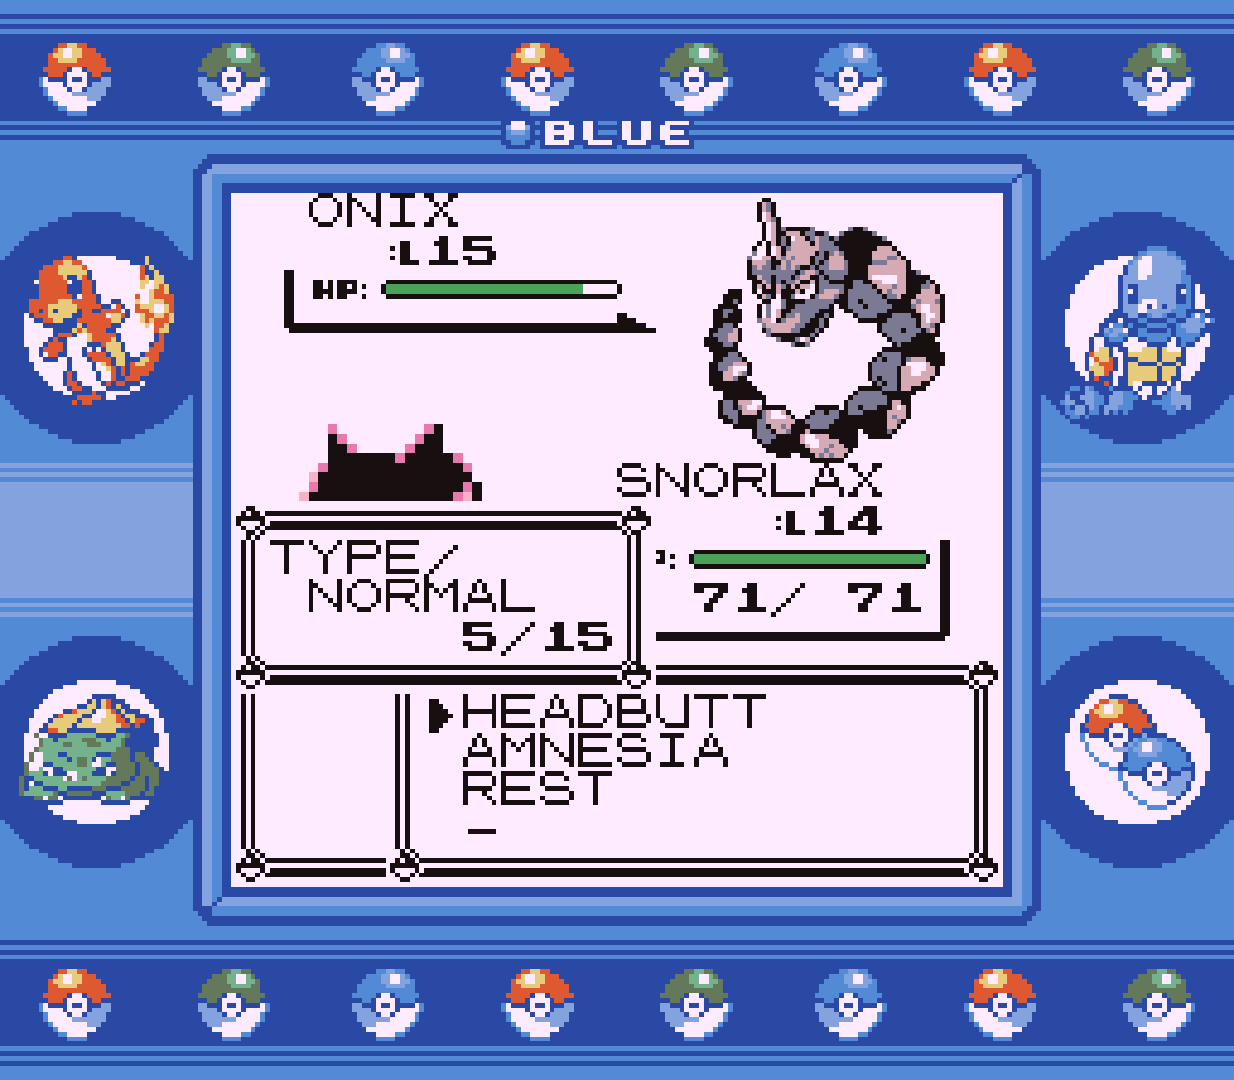 BLUE
ONIX
:L15
HP:
SNORLAX
:L14
71/ 71
TYPE/
NORMAL
5/15
HEADBUTT
AMNESIA
REST
–